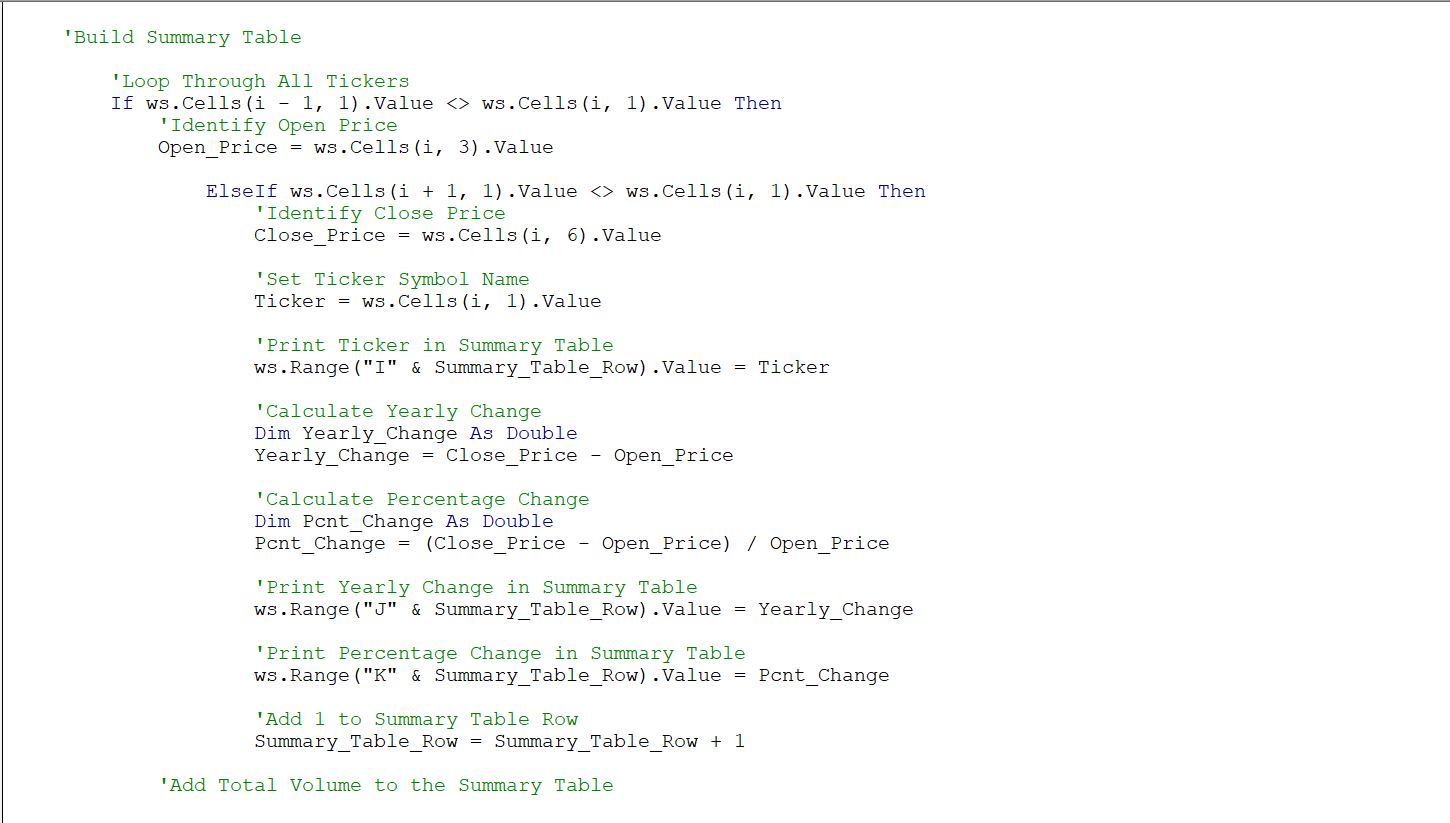 'Build Summary Table
'Loop Through All Tickers
If ws.Cells(i - 1, 1).Value <> ws.Cells(i, 1).Value Then
'Identify Open Price
Open_Price = ws.Cells(i, 3).Value
ElseIf ws.Cells(i + 1, 1).Value <> ws.Cells(i, 1).Value Then
'Identify Close Price
Close_Price = ws.Cells(i, 6).Value
'Set Ticker Symbol Name
Ticker = ws.Cells(i, 1).Value
'Print Ticker in Summary Table
ws.Range("I" & Summary_Table_Row).Value = Ticker
'Calculate Yearly Change
Dim Yearly_Change As Double
Yearly_Change = Close_Price - Open_Price
'Calculate Percentage Change
Dim Pcnt_Change As Double
Pcnt_Change = (Close_Price - Open_Price) / Open_Price
'Print Yearly Change in Summary Table
ws.Range("J" & Summary_Table_Row).Value = Yearly_Change
'Print Percentage Change in Summary Table
ws.Range("K" & Summary_Table_Row).Value = Pcnt_Change
'Add 1 to Summary Table Row
Summary_Table_Row = Summary_Table_Row + 1
'Add Total Volume to the Summary Table